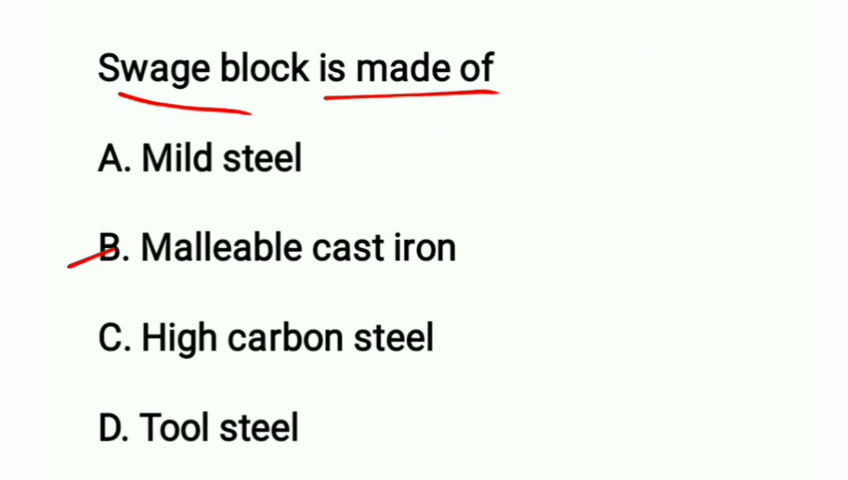 Swage block is made of
A. Mild steel
B. Malleable cast iron
C. High carbon steel
D. Tool steel